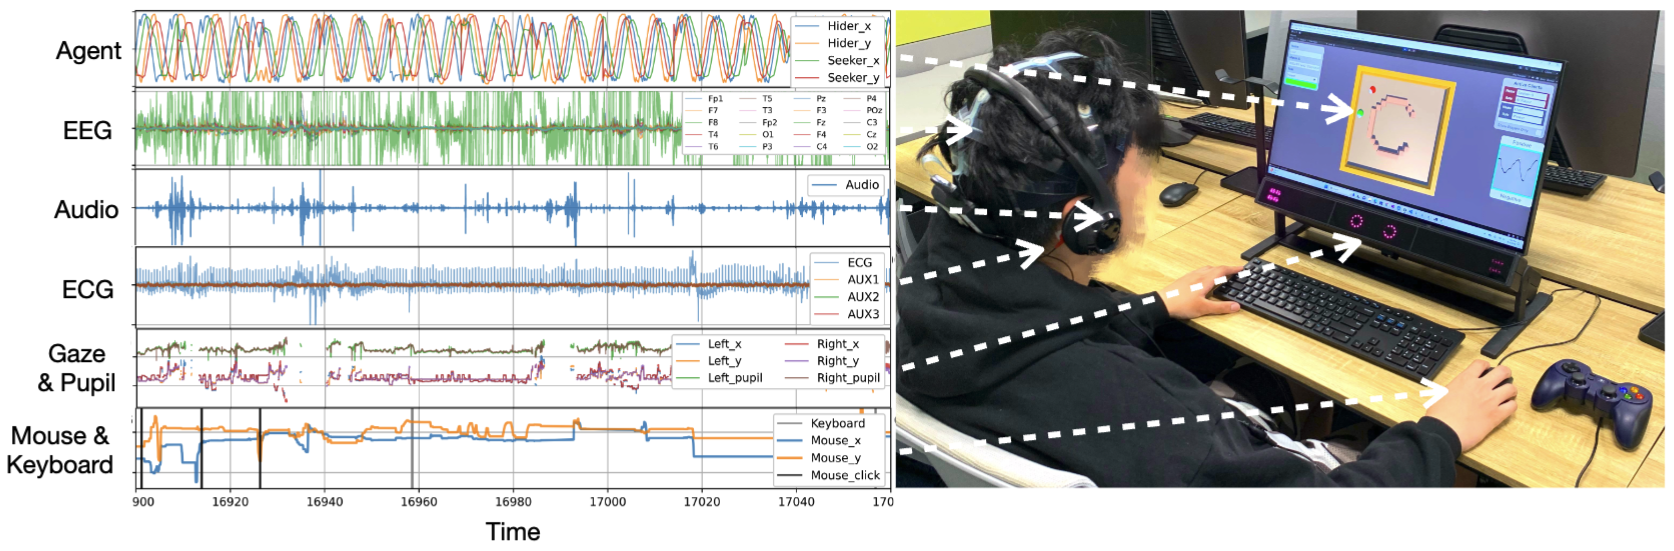 Agent
Hider_x
Hider_y
Seeker_x
Seeker_y
EEG
Fp1 T5 Pz P4
F7 T3 F3 POz
F8 Fp2 Fz C3
T4 O1 F4 Cz
T6 P3 C4 O2
Audio
Audio
ECG
ECG
AUX1
AUX2
AUX3
Gaze
& Pupil
Left_x Right_x
Left_y Right_y
Left_pupil Right_pupil
Mouse &
Keyboard
Keyboard
Mouse_x
Mouse_y
Mouse_click
900 16920 16940 16960 16980 17000 17020 17040 170
Time